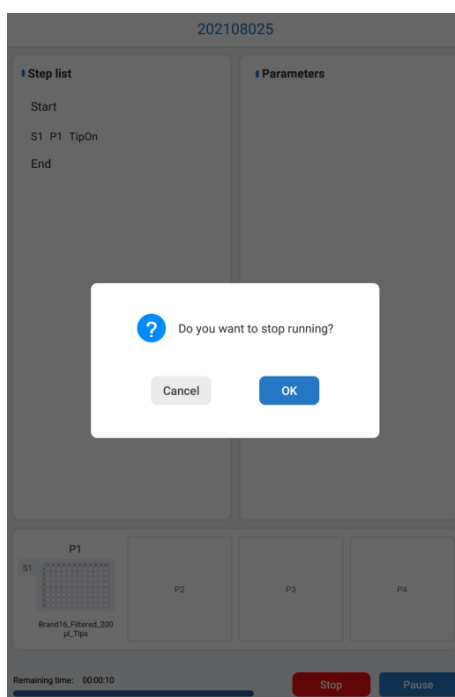 202108025
Step list
Parameters
Start
S1 P1 TipOn
End
?
Do you want to stop running?
Cancel
OK
P1
S1
Brand16_Filtered_200
µl_Tips
P2
P3
P4
Remaining time: 00:00:10
Stop
Pause